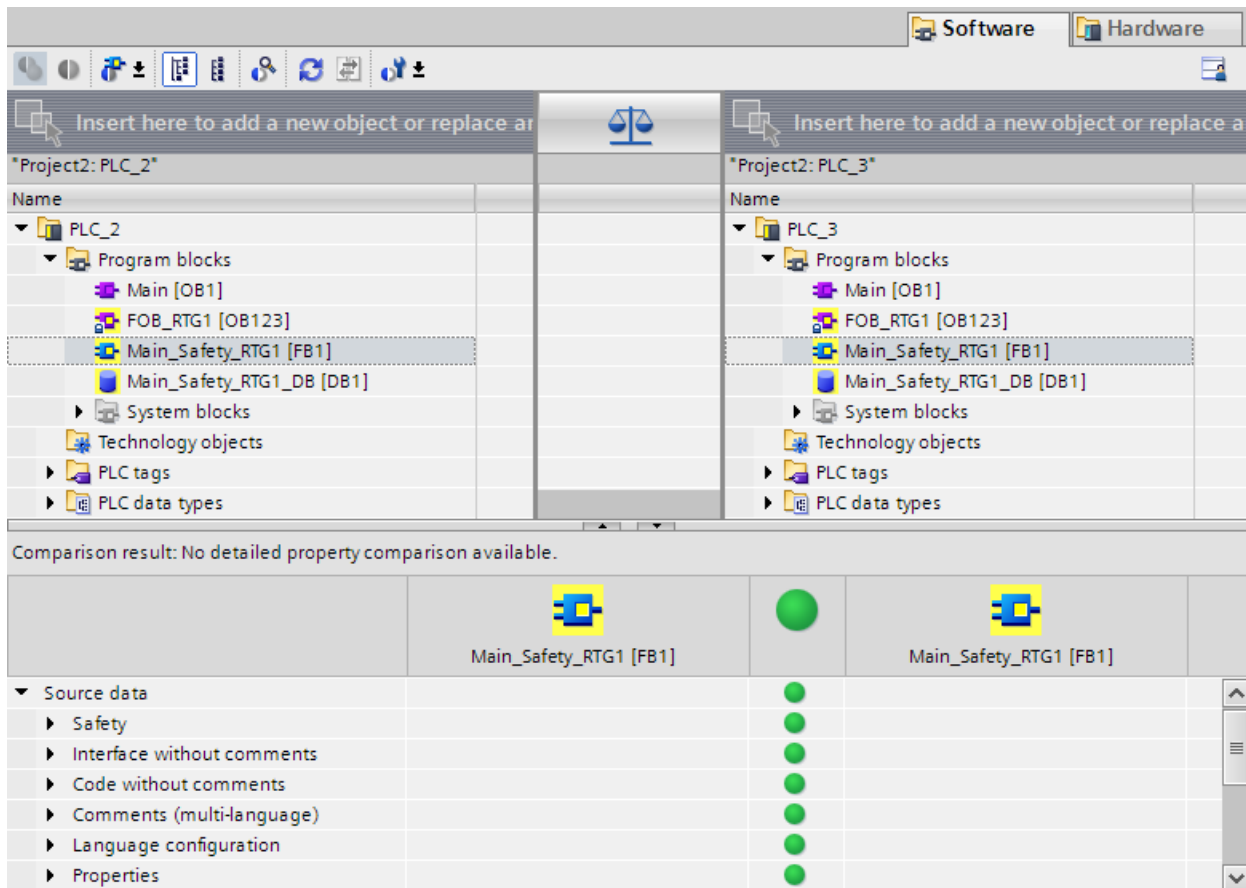 Software
Hardware
Insert here to add a new object or replace an
Insert here to add a new object or replace a
"Project2: PLC_2"
"Project2: PLC_3"
Name
Name
PLC_2
PLC_3
Program blocks
Program blocks
Main [OB1]
Main [OB1]
FOB_RTG1 [OB123]
FOB_RTG1 [OB123]
Main_Safety_RTG1 [FB1]
Main_Safety_RTG1 [FB1]
Main_Safety_RTG1_DB [DB1]
Main_Safety_RTG1_DB [DB1]
System blocks
System blocks
Technology objects
Technology objects
PLC tags
PLC tags
PLC data types
PLC data types
Comparison result: No detailed property comparison available.
Main_Safety_RTG1 [FB1]
Main_Safety_RTG1 [FB1]
Source data
Safety
Interface without comments
Code without comments
Comments (multi-language)
Language configuration
Properties